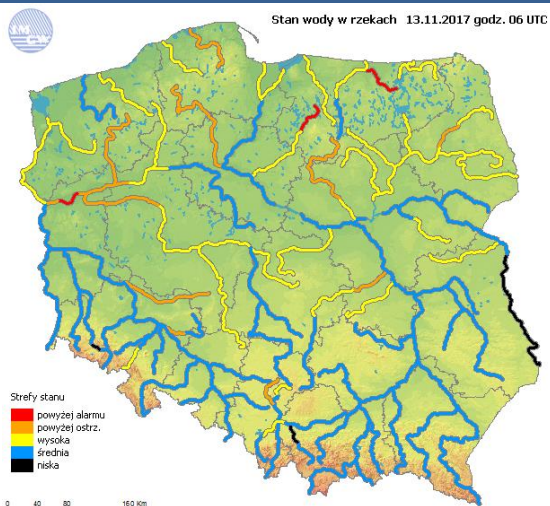 Stan wody w rzekach 13.11.2017 godz. 06 UTC
Strefy stanu
powyżej alarmu
powyżej ostrz.
wysoka
średnia
niska
0 40 80 160 Km